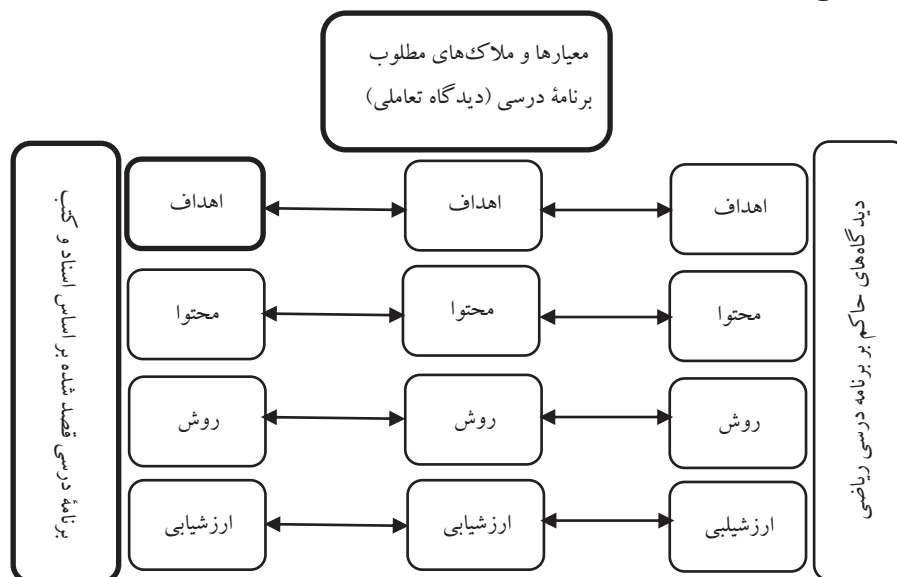 معیارها و ملاک‌های مطلوب
برنامهٔ درسی (دیدگاه تعاملی)
دیدگاه‌های حاکم بر برنامه درسی ریاضی
اهداف
اهداف
اهداف
محتوا
محتوا
محتوا
روش
روش
روش
ارزشیلبی
ارزشیابی
ارزشیابی
برنامهٔ درسی قصد شده بر اساس اسناد و کتب